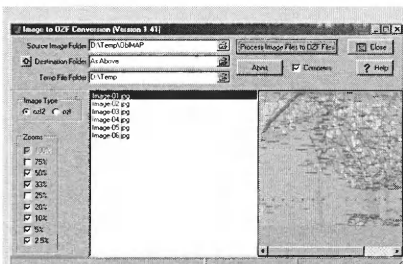 Image to OZF Conversion (Version 1.41)
Source Image Folder D:\Temp\OblMAP Process Image Files to OZF Files Close
Destination Folder As Above
Temp File Folder D:\Temp Abort Compress ? Help
Image Type
ozf2
Image-01.jpg
Image-02.jpg
Image-03.jpg
Image-04.jpg
Image-05.jpg
Image-06.jpg
Zooms
100%
75%
50%
33%
25%
20%
10%
5%
2.5%